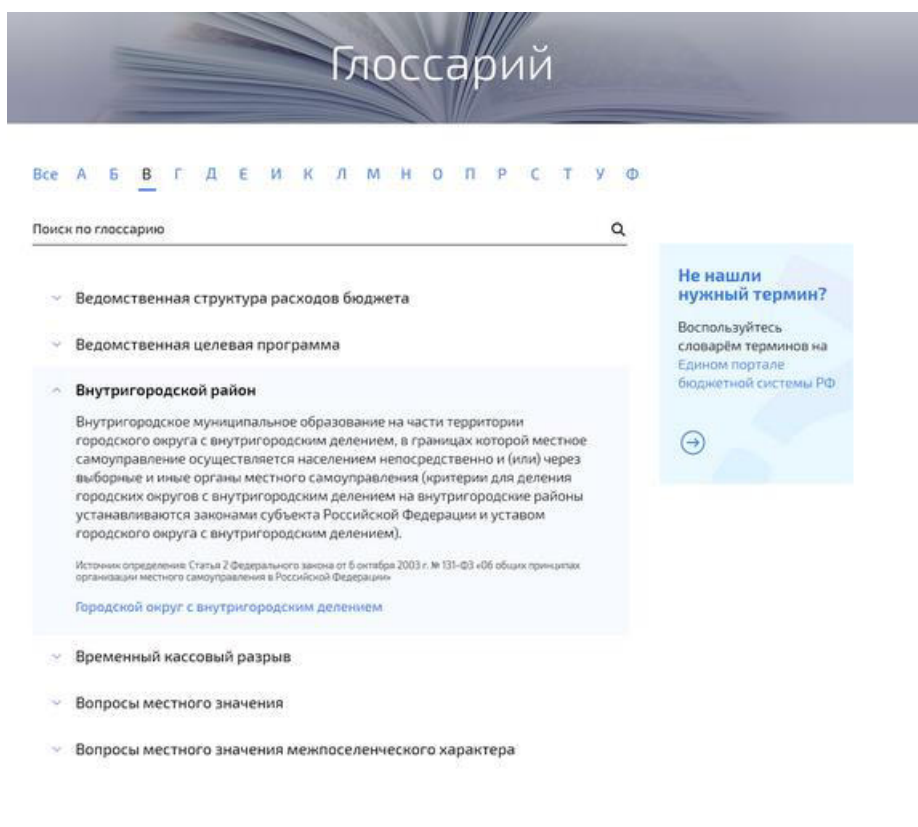 Глоссарий
Все А Б В Г Д Е И К Л М Н О П Р С Т У Ф
Поиск по глоссарию
Ведомственная структура расходов бюджета
Ведомственная целевая программа
Внутригородской район
Внутригородское муниципальное образование на части территории
городского округа с внутригородским делением, в границах которой местное
самоуправление осуществляется населением непосредственно и (или) через
выборные и иные органы местного самоуправления (критерии для деления
городских округов с внутригородским делением на внутригородские районы
устанавливаются законами субъекта Российской Федерации и уставом
городского округа с внутригородским делением).
Источник определения: Статья 2 Федерального закона от 6 октября 2003 г. № 131-ФЗ «Об общих принципах
организации местного самоуправления в Российской Федерации»
Городской округ с внутригородским делением
Временный кассовый разрыв
Вопросы местного значения
Вопросы местного значения межпоселенческого характера
Не нашли
нужный термин?
Воспользуйтесь
словарём терминов на
Едином портале
бюджетной системы РФ